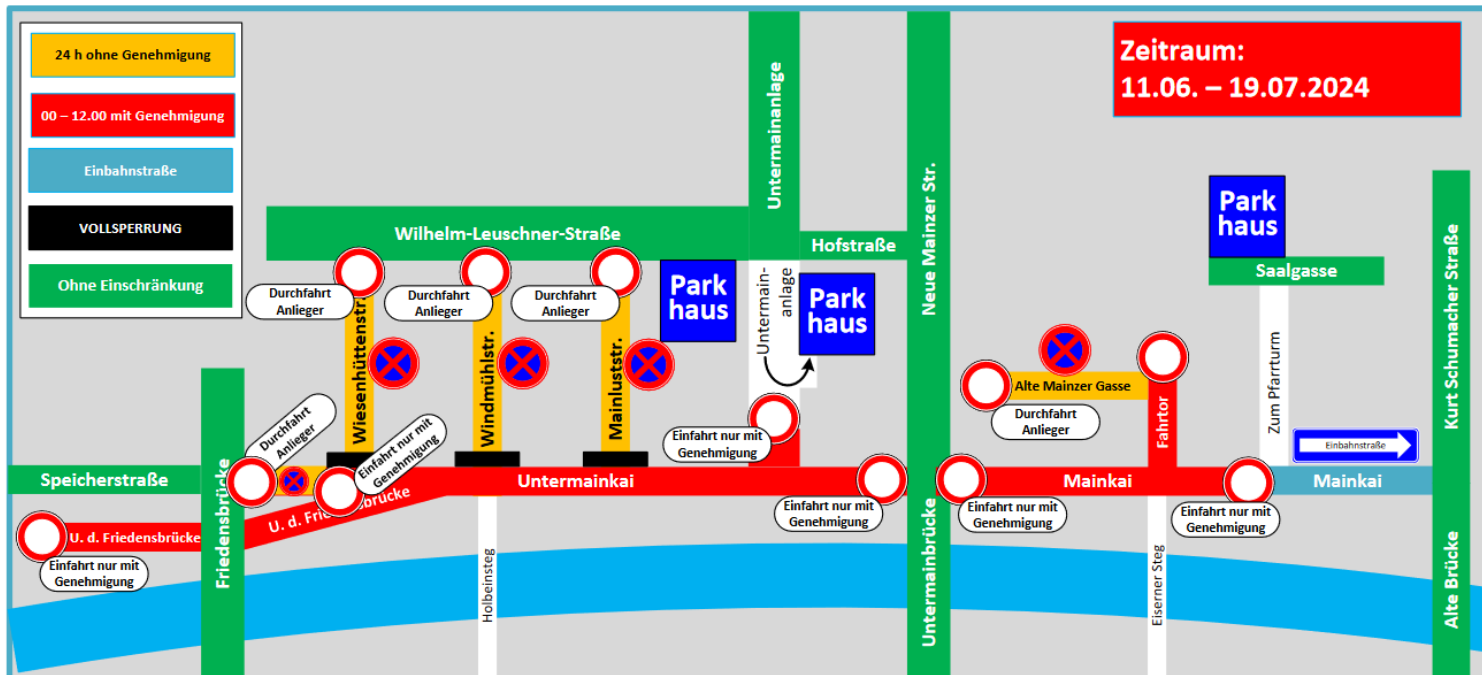 24 h ohne Genehmigung
00 – 12.00 mit Genehmigung
Einbahnstraße
VOLLSPERRUNG
Ohne Einschränkung
Zeitraum:
11.06. – 19.07.2024
Untermainanlage
Neue Mainzer Str.
Wilhelm-Leuschner-Straße
Hofstraße
Park
haus
Saalgasse
Kurt Schumacher Straße
Durchfahrt
Anlieger
Durchfahrt
Anlieger
Durchfahrt
Anlieger
Park
haus
Untermain-
anlage
Park
haus
Wiesenhüttenstr.
Windmühlstr.
Mainluststr.
Alte Mainzer Gasse
Durchfahrt
Anlieger
Fahrtor
Zum Pfarrturm
Einbahnstraße
Durchfahrt
Anlieger
Einfahrt nur mit
Genehmigung
Einfahrt nur mit
Genehmigung
Speicherstraße
Friedensbrücke
Untermainkai
Mainkai
Mainkai
Einfahrt nur mit
Genehmigung
Einfahrt nur mit
Genehmigung
Einfahrt nur mit
Genehmigung
U. d. Friedensbrücke
U. d. Friedensbrücke
Einfahrt nur mit
Genehmigung
Holbeinsteg
Untermainbrücke
Eiserner Steg
Alte Brücke